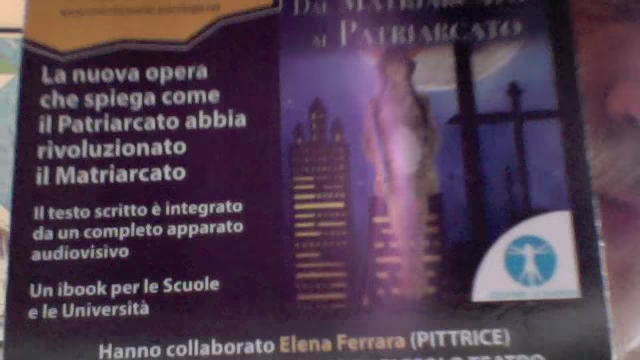 DAL MATRIARCATO
AL PATRIARCATO
La nuova opera
che spiega come
il Patriarcato abbia
rivoluzionato
il Matriarcato
Il testo scritto è integrato
da un completo apparato
audiovisivo
Un ibook per le Scuole
e le Università
Hanno collaborato Elena Ferrara (PITTRICE)